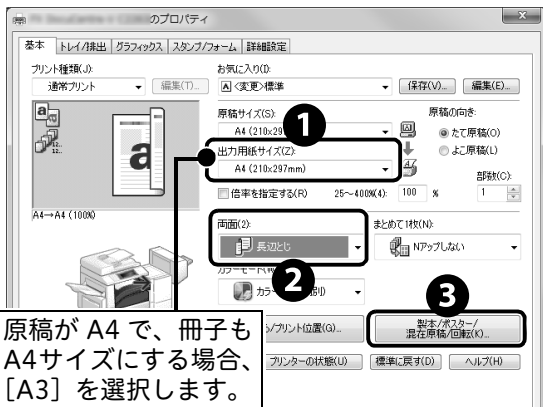 のプロパティ
基本 トレイ/排出 グラフィックス スタンプ/フォーム 詳細設定
プリント種類(J):
通常プリント 編集(T)...
お気に入り(I):
A <変更>標準 保存(V)... 編集(E)...
原稿サイズ(S):
A4 (210x29
原稿の向き:
たて原稿(O)
よこ原稿(L)
出力用紙サイズ(Z):
A4 (210x297mm)
部数(C):
倍率を指定する(R) 25～400%(4): 100 % 1
A4→A4 (100%)
両面(2):
長辺とじ
まとめて1枚(N):
Nアップしない
1
2
3
/プリント位置(G)...
製本/ポスター/
混在原稿/回転(K)...
プリンターの状態(U) 標準に戻す(D) ヘルプ(H)
原稿が A4 で、冊子も
A4サイズにする場合、
［A3］を選択します。